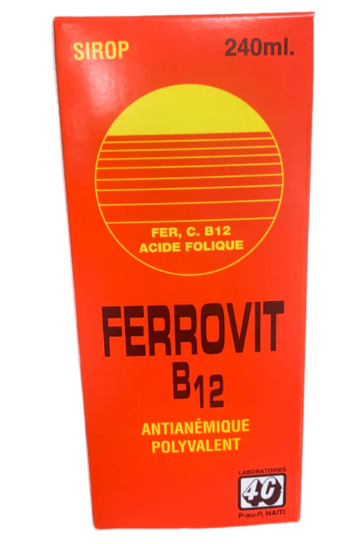 SIROP 240ml.
FER, C. B12
ACIDE FOLIQUE
FERROVIT
B12
ANTIANÉMIQUE
POLYVALENT
LABORATOIRES
4C
P-au-P, HAITI